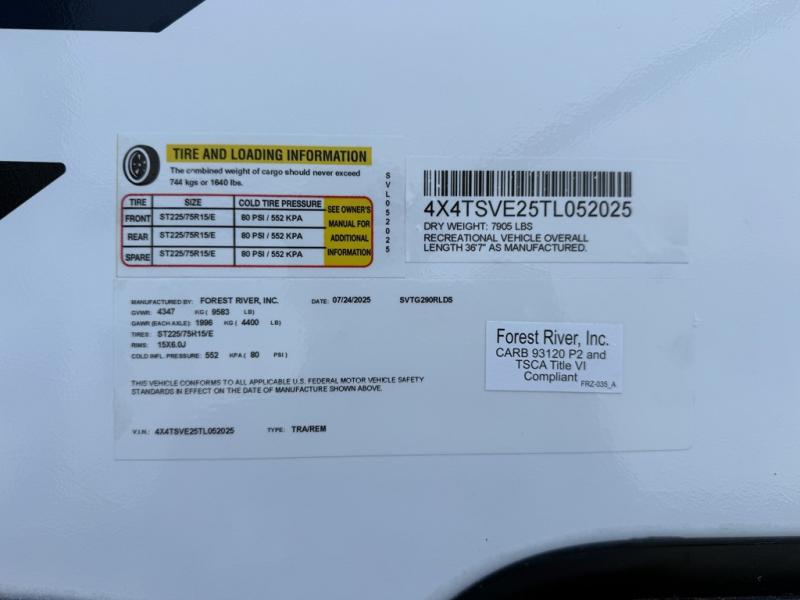 TIRE AND LOADING INFORMATION
The combined weight of cargo should never exceed
744 kgs or 1640 lbs.
TIRE SIZE COLD TIRE PRESSURE
FRONT ST225/75R15/E 80 PSI / 552 KPA
REAR ST225/75R15/E 80 PSI / 552 KPA
SPARE ST225/75R15/E 80 PSI / 552 KPA
SEE OWNER'S
MANUAL FOR
ADDITIONAL
INFORMATION
SVL052025
4X4TSVE25TL052025
DRY WEIGHT: 7905 LBS
RECREATIONAL VEHICLE OVERALL
LENGTH 36'7" AS MANUFACTURED.
MANUFACTURED BY: FOREST RIVER, INC. DATE: 07/24/2025 SVTG290RLDS
GVWR: 4347 KG ( 9583 LB)
GAWR (EACH AXLE): 1996 KG ( 4400 LB)
TIRES: ST225/75R15/E
RIMS: 15X6.0J
COLD INFL. PRESSURE: 552 KPA ( 80 PSI )
THIS VEHICLE CONFORMS TO ALL APPLICABLE U.S. FEDERAL MOTOR VEHICLE SAFETY
STANDARDS IN EFFECT ON THE DATE OF MANUFACTURE SHOWN ABOVE.
V.I.N.: 4X4TSVE25TL052025 TYPE: TRA/REM
Forest River, Inc.
CARB 93120 P2 and
TSCA Title VI
Compliant
FRZ-035_A